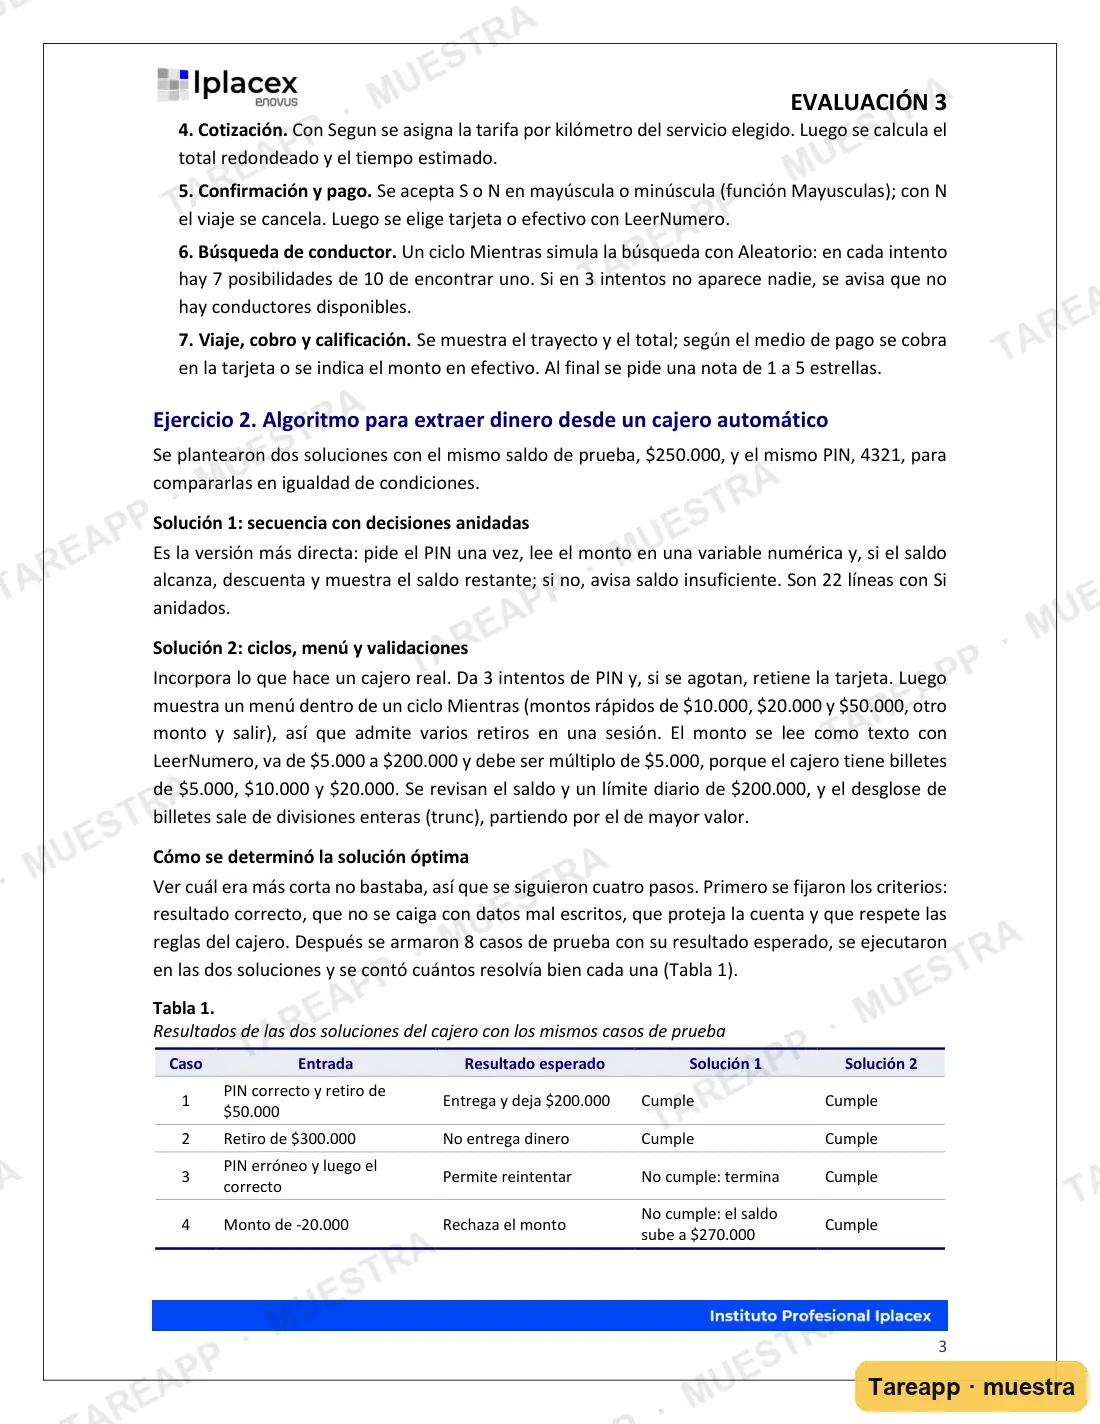 Iplacex
enovus
EVALUACIÓN 3
4. Cotización. Con Segun se asigna la tarifa por kilómetro del servicio elegido. Luego se calcula el
total redondeado y el tiempo estimado.
5. Confirmación y pago. Se acepta S o N en mayúscula o minúscula (función Mayusculas); con N
el viaje se cancela. Luego se elige tarjeta o efectivo con LeerNumero.
6. Búsqueda de conductor. Un ciclo Mientras simula la búsqueda con Aleatorio: en cada intento
hay 7 posibilidades de 10 de encontrar uno. Si en 3 intentos no aparece nadie, se avisa que no
hay conductores disponibles.
7. Viaje, cobro y calificación. Se muestra el trayecto y el total; según el medio de pago se cobra
en la tarjeta o se indica el monto en efectivo. Al final se pide una nota de 1 a 5 estrellas.
Ejercicio 2. Algoritmo para extraer dinero desde un cajero automático
Se plantearon dos soluciones con el mismo saldo de prueba, $250.000, y el mismo PIN, 4321, para
compararlas en igualdad de condiciones.
Solución 1: secuencia con decisiones anidadas
Es la versión más directa: pide el PIN una vez, lee el monto en una variable numérica y, si el saldo
alcanza, descuenta y muestra el saldo restante; si no, avisa saldo insuficiente. Son 22 líneas con Si
anidados.
Solución 2: ciclos, menú y validaciones
Incorpora lo que hace un cajero real. Da 3 intentos de PIN y, si se agotan, retiene la tarjeta. Luego
muestra un menú dentro de un ciclo Mientras (montos rápidos de $10.000, $20.000 y $50.000, otro
monto y salir), así que admite varios retiros en una sesión. El monto se lee como texto con
LeerNumero, va de $5.000 a $200.000 y debe ser múltiplo de $5.000, porque el cajero tiene billetes
de $5.000, $10.000 y $20.000. Se revisan el saldo y un límite diario de $200.000, y el desglose de
billetes sale de divisiones enteras (trunc), partiendo por el de mayor valor.
Cómo se determinó la solución óptima
Ver cuál era más corta no bastaba, así que se siguieron cuatro pasos. Primero se fijaron los criterios:
resultado correcto, que no se caiga con datos mal escritos, que proteja la cuenta y que respete las
reglas del cajero. Después se armaron 8 casos de prueba con su resultado esperado, se ejecutaron
en las dos soluciones y se contó cuántos resolvía bien cada una (Tabla 1).
Tabla 1.
Resultados de las dos soluciones del cajero con los mismos casos de prueba
Caso Entrada Resultado esperado Solución 1 Solución 2
1 PIN correcto y retiro de $50.000 Entrega y deja $200.000 Cumple Cumple
2 Retiro de $300.000 No entrega dinero Cumple Cumple
3 PIN erróneo y luego el correcto Permite reintentar No cumple: termina Cumple
4 Monto de -20.000 Rechaza el monto No cumple: el saldo sube a $270.000 Cumple
Instituto Profesional Iplacex
3
Tareapp · muestra